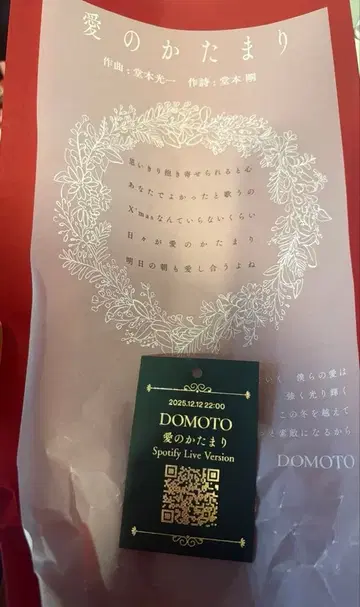 愛のかたまり
作曲：堂本光一　作詩：堂本 剛
思いきり抱き寄せられると心
あなたでよかったと歌うの
X'masなんていらないくらい
日々が愛のかたまり
明日の朝も愛し合うよね
いく 僕らの愛は
強く光り輝く
この冬を越えて
と素敵になるから
DOMOTO
2025.12.12 22:00
DOMOTO
愛のかたまり
Spotify Live Version